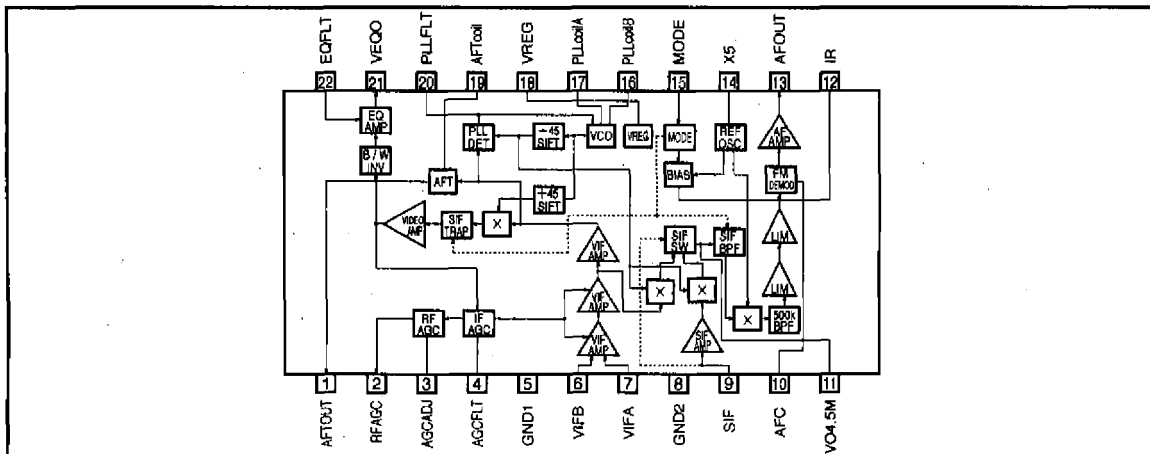 EQFLT VEQO PLLFLT AFTcoil VREG PLLcoilA PLLcoilB MODE X5 AFOUT IR
22 21 20 19 18 17 16 15 14 13 12
EQ
AMP
B/W
INV
PLL
DET
-45
SIFT
VCO
VREG
MODE
REF
OSC
AF
AMP
AFT
+45
SIFT
BIAS
FM
DEMOD
VIDEO
AMP
SIF
TRAP
X
VIF
AMP
SIF
SW
SIF
BPF
LIM
VIF
AMP
X
X
LIM
RF
AGC
IF
AGC
VIF
AMP
SIF
AMP
X
500k
BPF
1 2 3 4 5 6 7 8 9 10 11
AFTOUT RFAGC AGCADJ AGCFLT GND1 VIFB VIFA GND2 SIF AFC VO4.5M